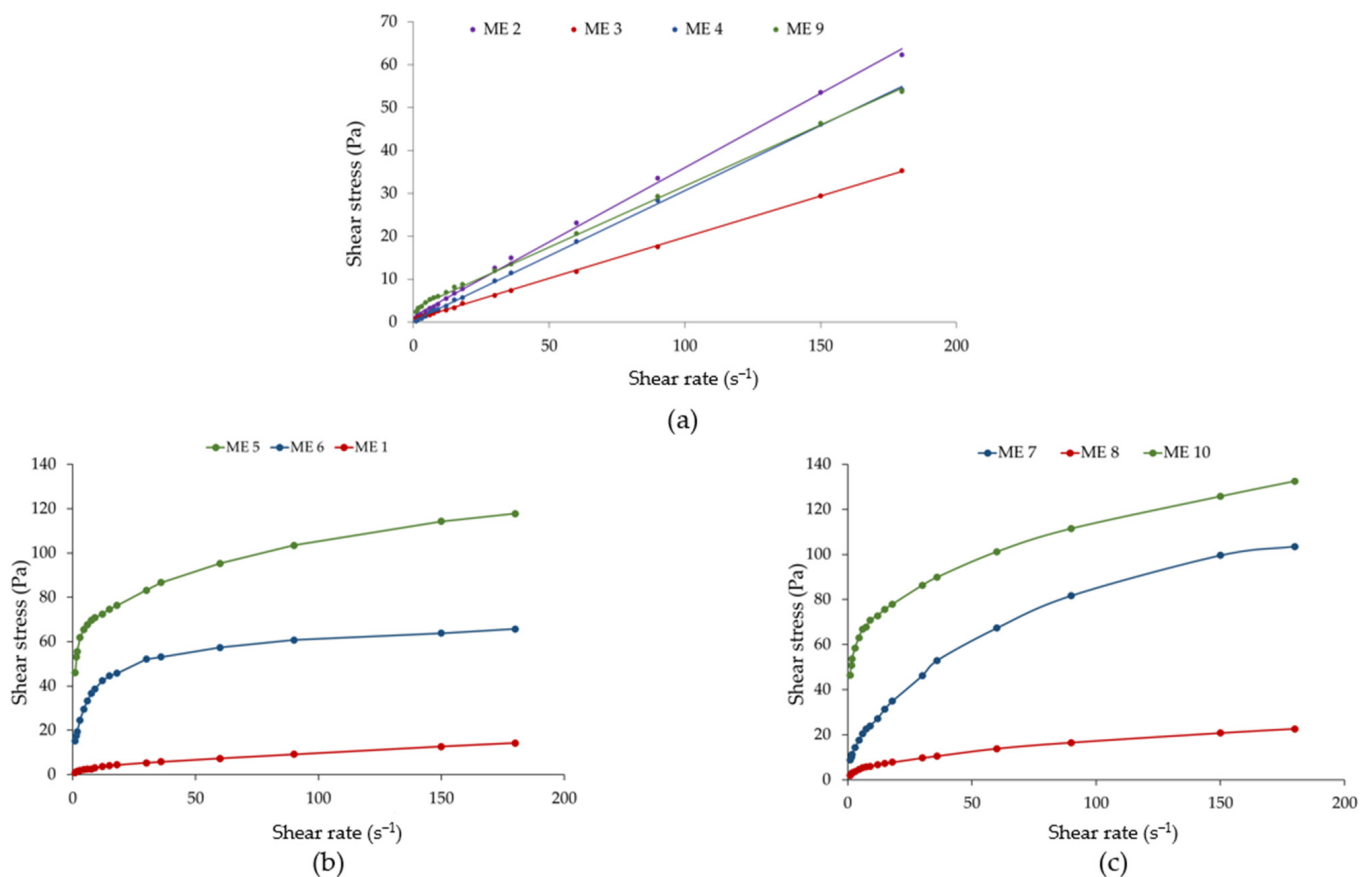 ME 2 ME 3 ME 4 ME 9
70
60
50
40
30
20
10
0
Shear stress (Pa)
0 50 100 150 200
Shear rate (s⁻¹)
(a)
ME 5 ME 6 ME 1
140
120
100
80
60
40
20
0
Shear stress (Pa)
0 50 100 150 200
Shear rate (s⁻¹)
(b)
ME 7 ME 8 ME 10
140
120
100
80
60
40
20
0
Shear stress (Pa)
0 50 100 150 200
Shear rate (s⁻¹)
(c)